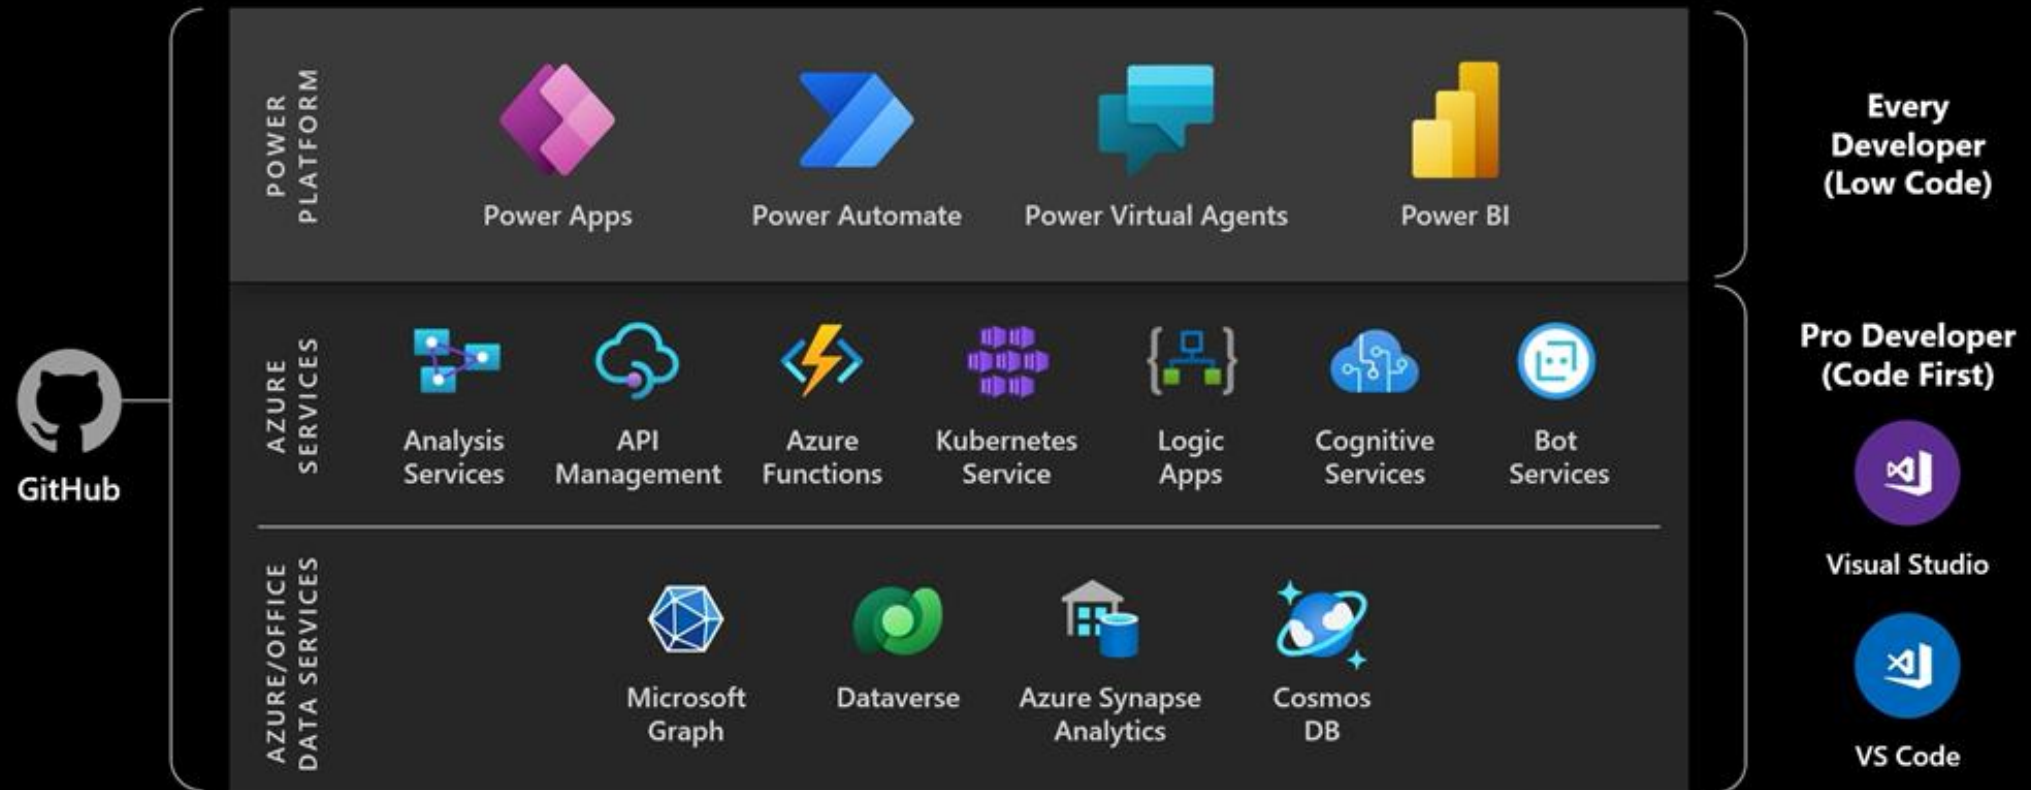 POWER
PLATFORM
Power Apps
Power Automate
Power Virtual Agents
Power BI
Every
Developer
(Low Code)
GitHub
AZURE
SERVICES
Analysis
Services
API
Management
Azure
Functions
Kubernetes
Service
Logic
Apps
Cognitive
Services
Bot
Services
Pro Developer
(Code First)
Visual Studio
VS Code
AZURE/OFFICE
DATA SERVICES
Microsoft
Graph
Dataverse
Azure Synapse
Analytics
Cosmos
DB